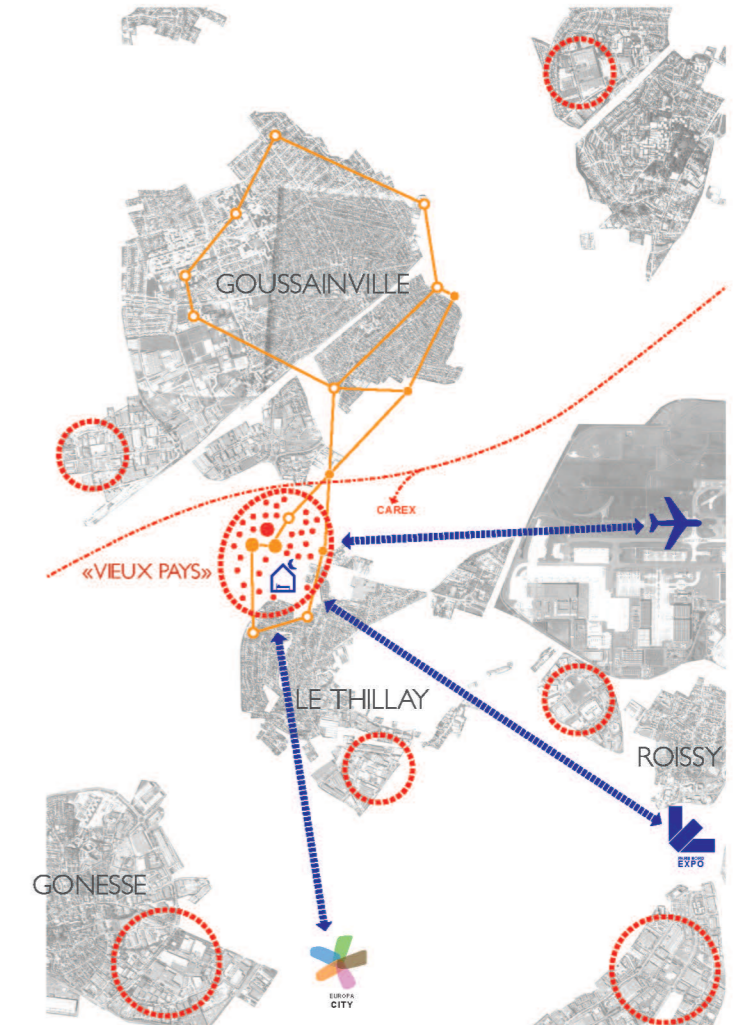 GOUSSAINVILLE
CAREX
«VIEUX PAYS»
LE THILLAY
ROISSY
EXPO
GONESSE
EUROPA
CITY